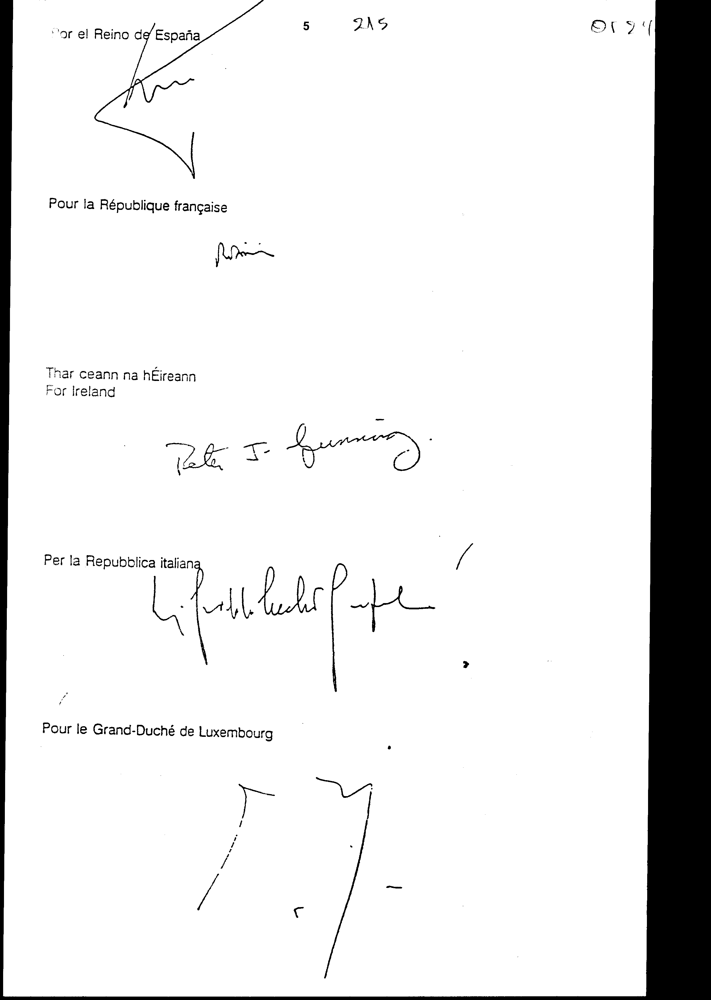 5 215
Por el Reino de España
Pour la République française
Thar ceann na hÉireann
For Ireland
Peter J. Gunning.
Per la Repubblica italiana
Pour le Grand-Duché de Luxembourg